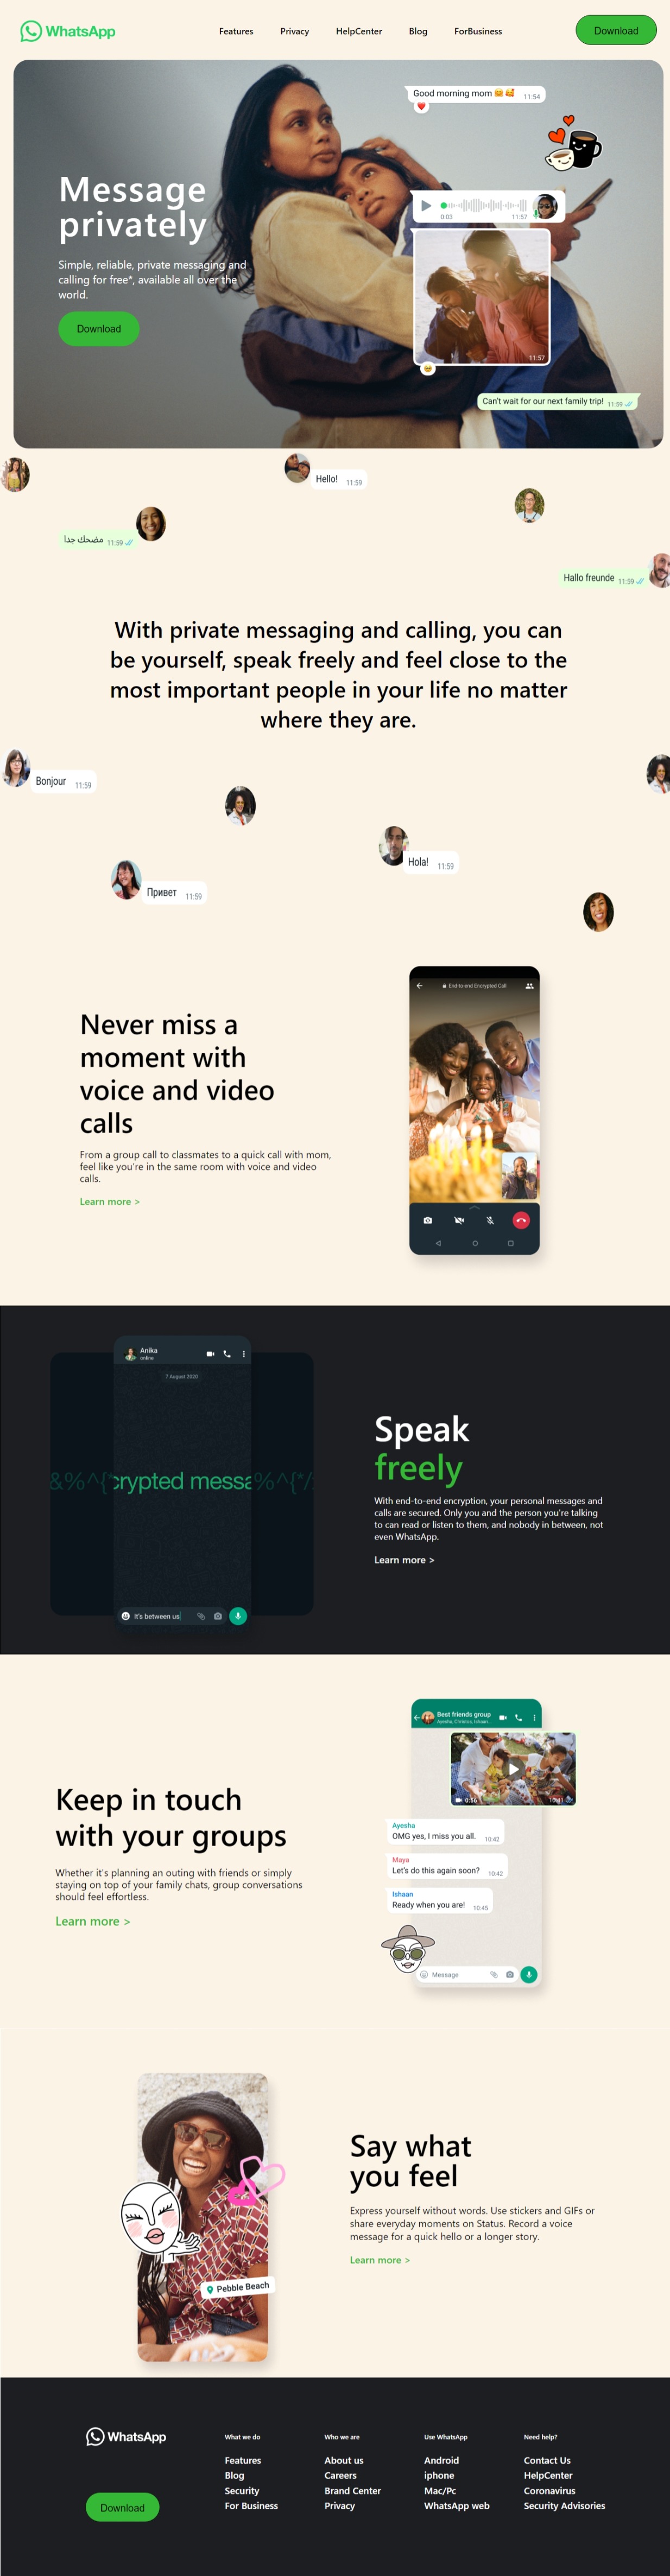 WhatsApp
Features Privacy HelpCenter Blog ForBusiness
Download
Good morning mom 😊 🥰 11:54
Message
privately
0:03 11:57
Simple, reliable, private messaging and
calling for free*, available all over the
world.
Download
11:57
Can't wait for our next family trip! 11:59
Hello! 11:59
مضحك جدا 11:59
Hallo freunde 11:59
With private messaging and calling, you can
be yourself, speak freely and feel close to the
most important people in your life no matter
where they are.
Bonjour 11:59
Hola! 11:59
Привет 11:59
End-to-end Encrypted Call
Never miss a
moment with
voice and video
calls
From a group call to classmates to a quick call with mom,
feel like you're in the same room with voice and video
calls.
Learn more >
Anika
online
7 August 2020
&%^{*crypted messa%^{*/
It's between us
Speak
freely
With end-to-end encryption, your personal messages and
calls are secured. Only you and the person you're talking
to can read or listen to them, and nobody in between, not
even WhatsApp.
Learn more >
Keep in touch
with your groups
Whether it's planning an outing with friends or simply
staying on top of your family chats, group conversations
should feel effortless.
Learn more >
Best friends group
Ayesha, Chrisinia, Ishaan...
0:56 10:41
Ayesha
OMG yes, I miss you all. 10:42
Maya
Let's do this again soon? 10:42
Ishaan
Ready when you are! 10:45
Message
Pebble Beach
Say what
you feel
Express yourself without words. Use stickers and GIFs or
share everyday moments on Status. Record a voice
message for a quick hello or a longer story.
Learn more >
WhatsApp
Download
What we do
Features
Blog
Security
For Business
Who we are
About us
Careers
Brand Center
Privacy
Use WhatsApp
Android
iphone
Mac/Pc
WhatsApp web
Need help?
Contact Us
HelpCenter
Coronavirus
Security Advisories